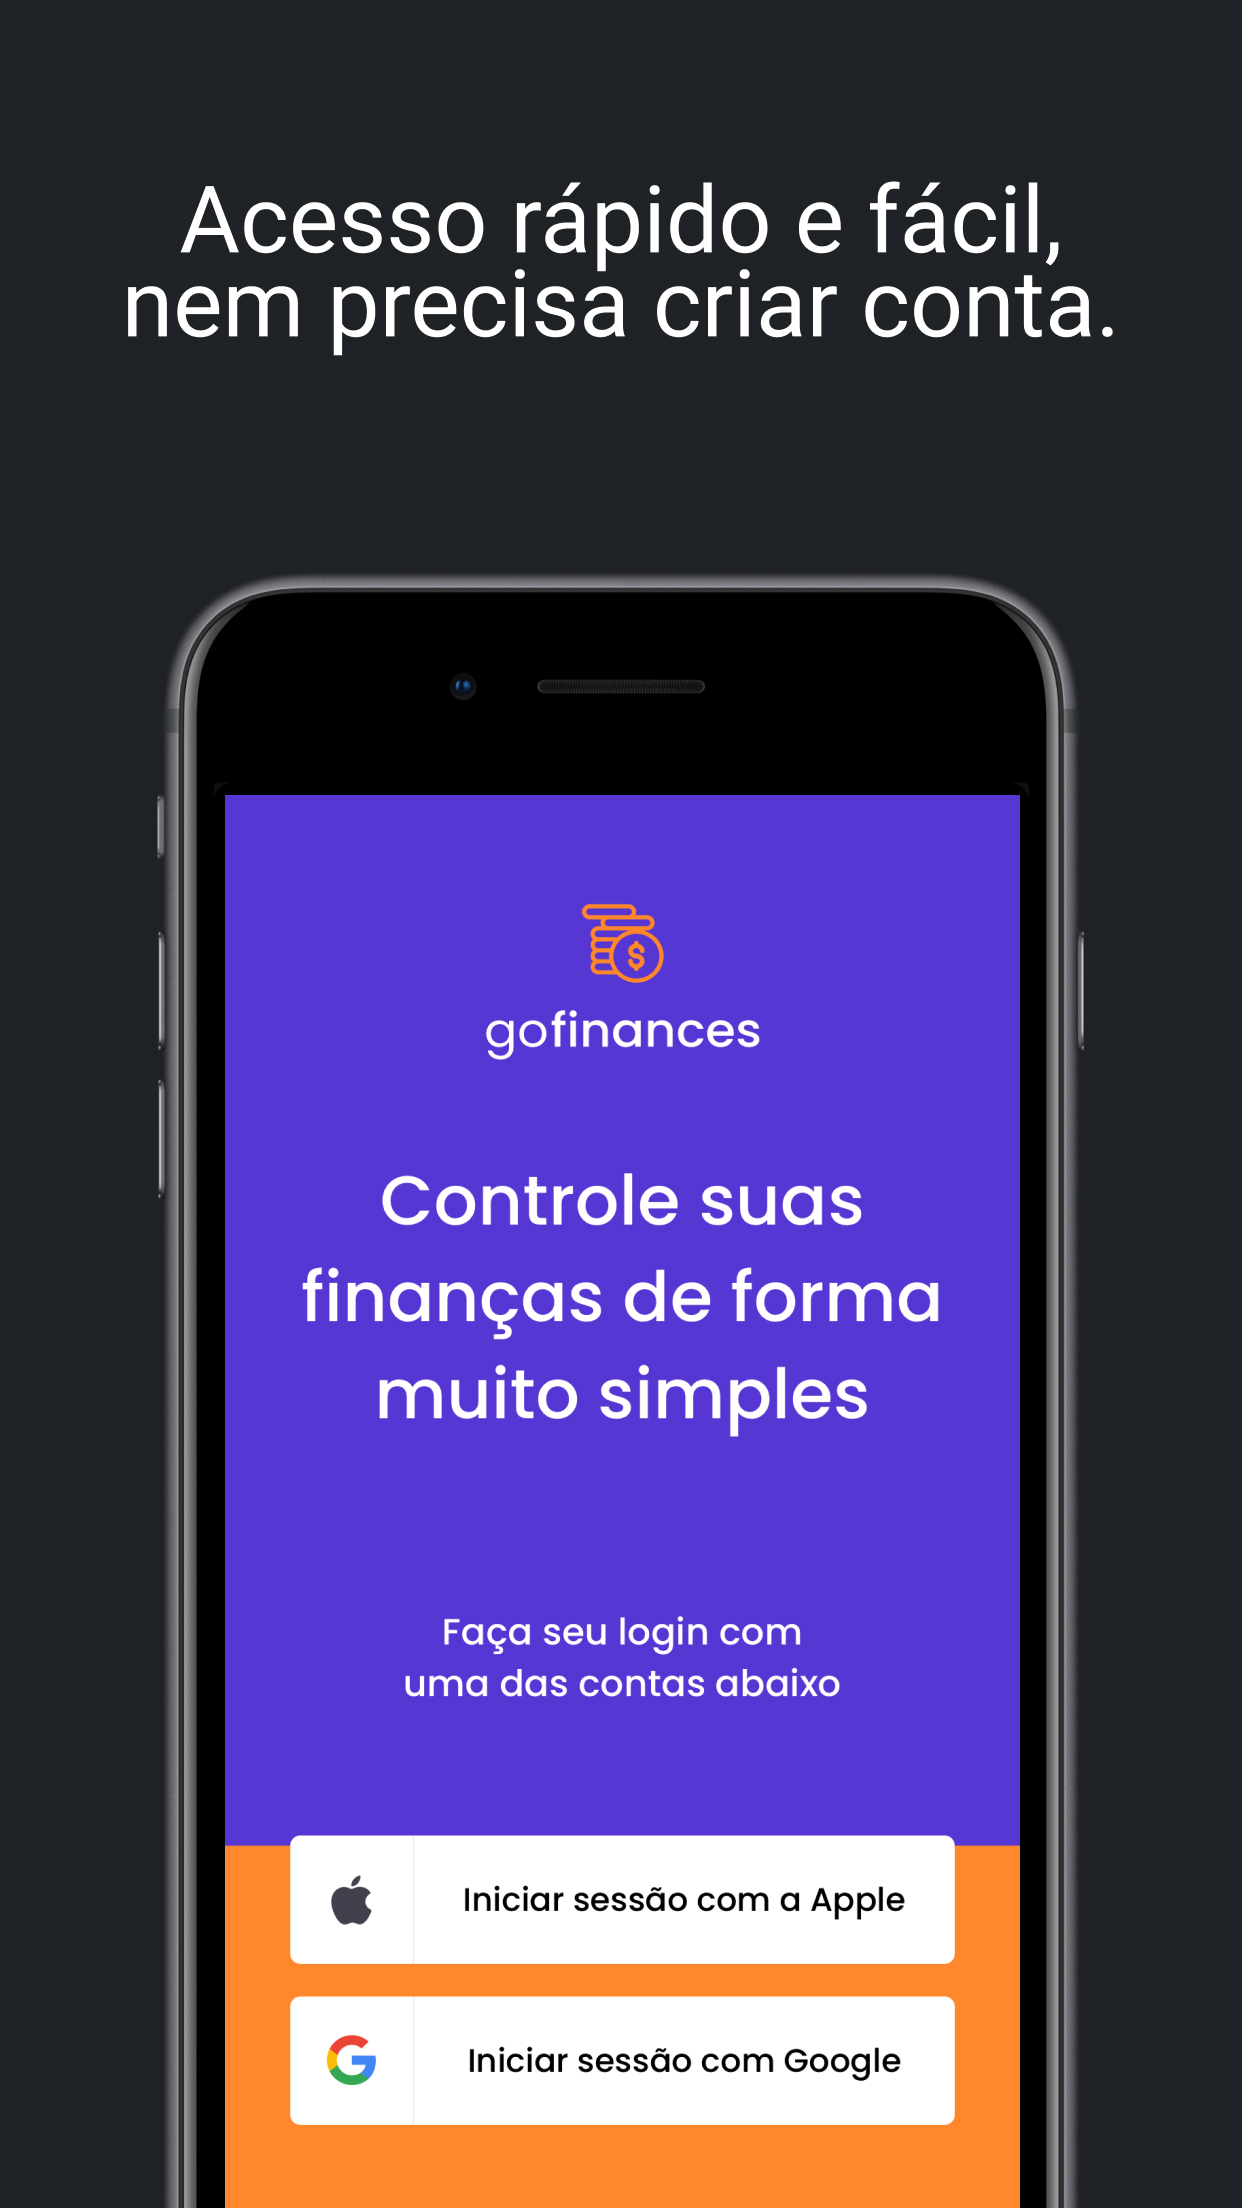 Acesso rápido e fácil,
nem precisa criar conta.
gofinances
Controle suas
finanças de forma
muito simples
Faça seu login com
uma das contas abaixo
Iniciar sessão com a Apple
Iniciar sessão com Google